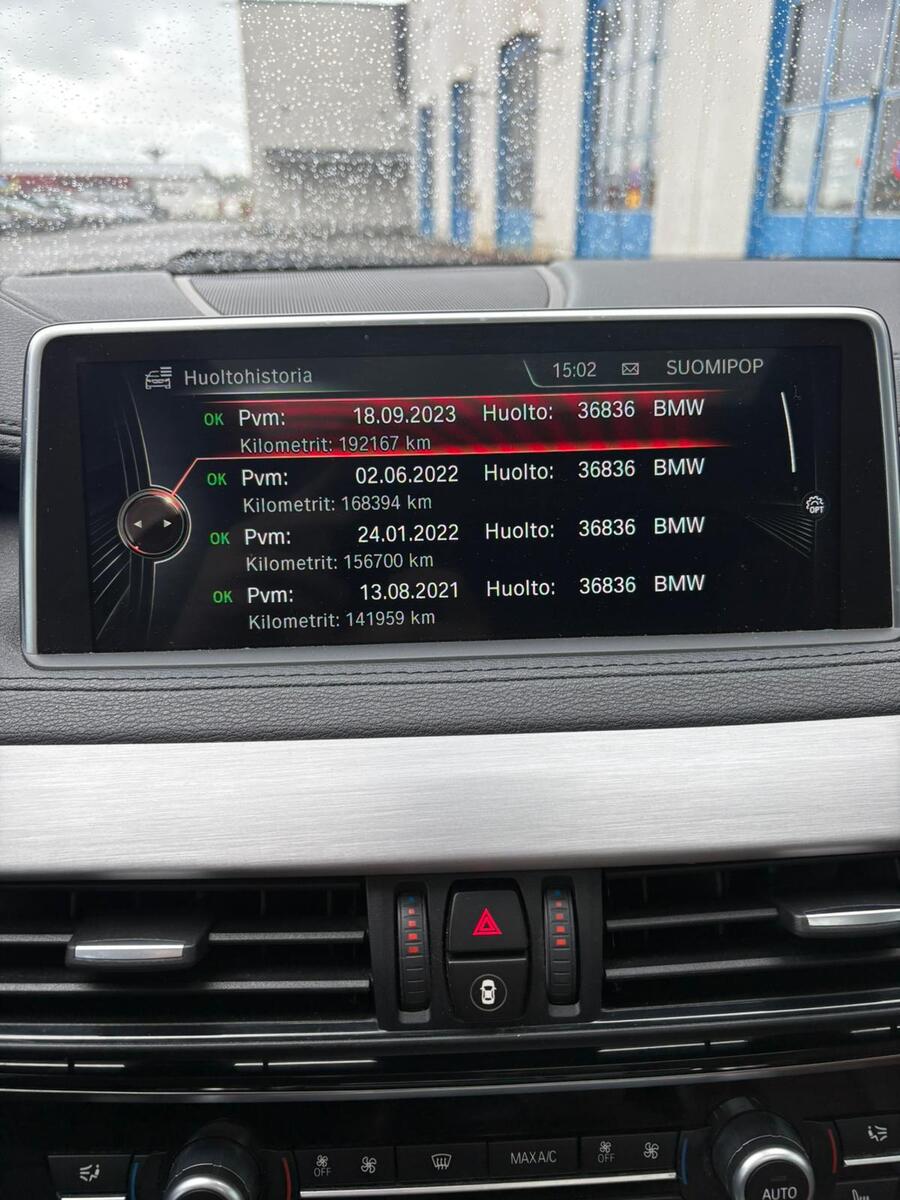 Huoltohistoria 15:02 SUOMIPOP
OK Pvm: 18.09.2023 Huolto: 36836 BMW
Kilometrit: 192167 km
OK Pvm: 02.06.2022 Huolto: 36836 BMW
Kilometrit: 168394 km
OPT
OK Pvm: 24.01.2022 Huolto: 36836 BMW
Kilometrit: 156700 km
OK Pvm: 13.08.2021 Huolto: 36836 BMW
Kilometrit: 141959 km
OFF
MAX A/C
OFF
AUTO